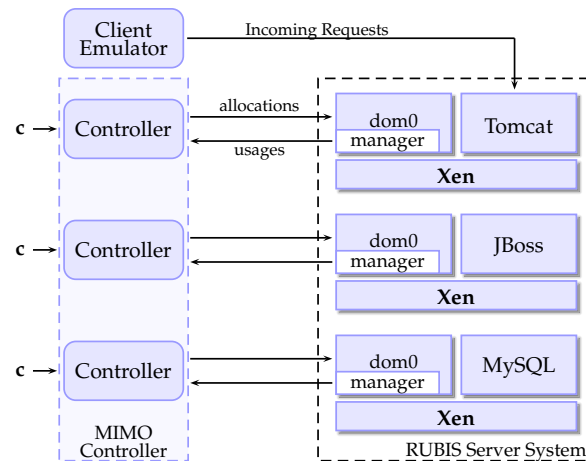 Client
Emulator
Incoming Requests
c
Controller
allocations
usages
dom0
manager
Tomcat
Xen
c
Controller
dom0
manager
JBoss
Xen
c
Controller
dom0
manager
MySQL
Xen
MIMO
Controller
RUBIS Server System